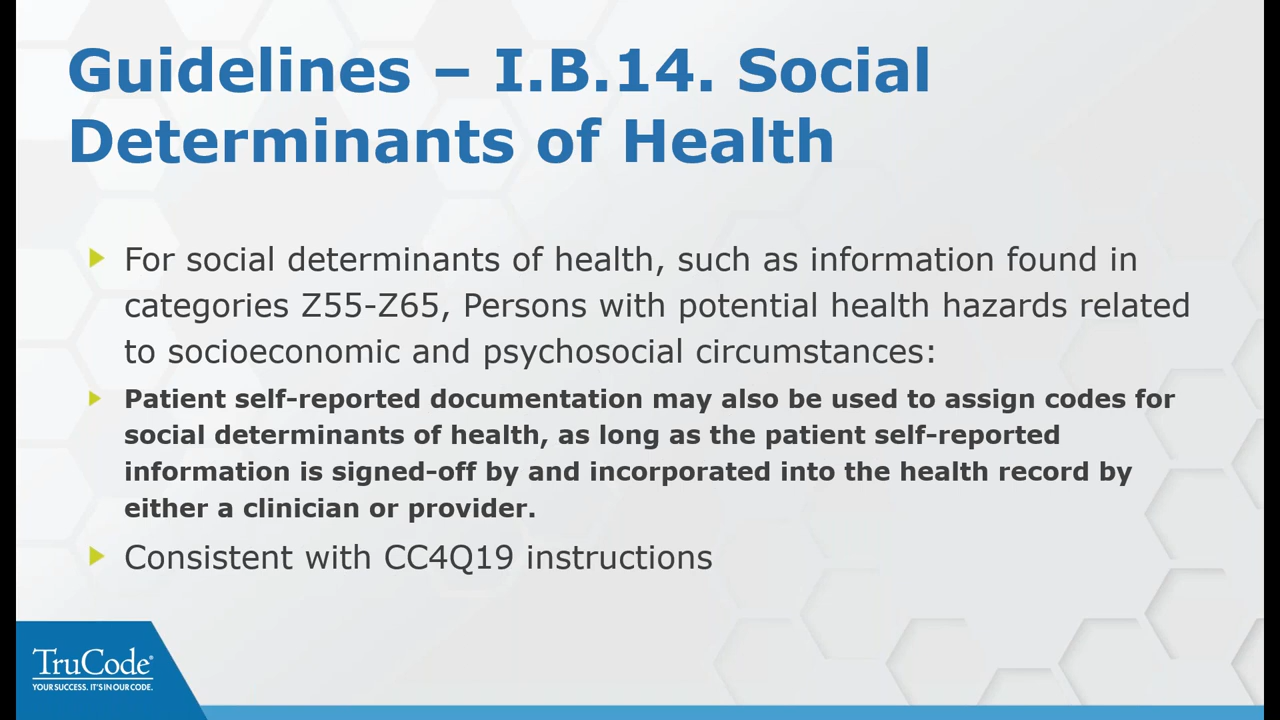 Guidelines – I.B.14. Social
Determinants of Health
For social determinants of health, such as information found in
categories Z55-Z65, Persons with potential health hazards related
to socioeconomic and psychosocial circumstances:
Patient self-reported documentation may also be used to assign codes for
social determinants of health, as long as the patient self-reported
information is signed-off by and incorporated into the health record by
either a clinician or provider.
Consistent with CC4Q19 instructions
TruCode®
YOUR SUCCESS. IT'S IN OUR CODE.